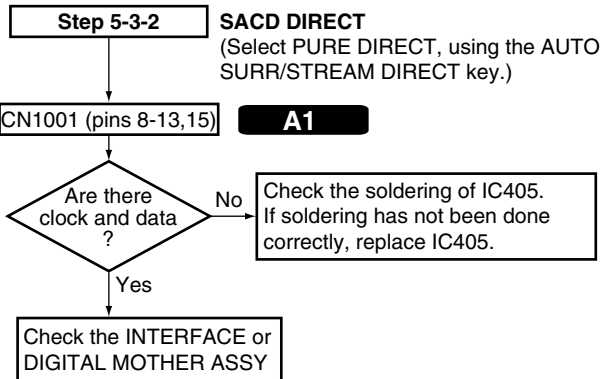 Step 5-3-2
SACD DIRECT
(Select PURE DIRECT, using the AUTO
SURR/STREAM DIRECT key.)
CN1001 (pins 8-13,15)
A1
Are there
clock and data
?
No
Check the soldering of IC405.
If soldering has not been done
correctly, replace IC405.
Yes
Check the INTERFACE or
DIGITAL MOTHER ASSY